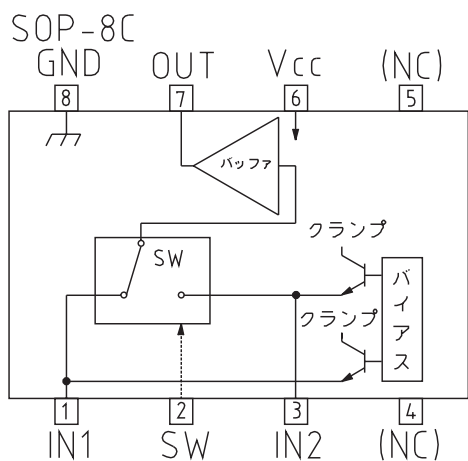 SOP-8C
GND OUT Vcc (NC)
8 7 6 5
バッファ
クランプ
SW
バイアス
クランプ
1 2 3 4
IN1 SW IN2 (NC)